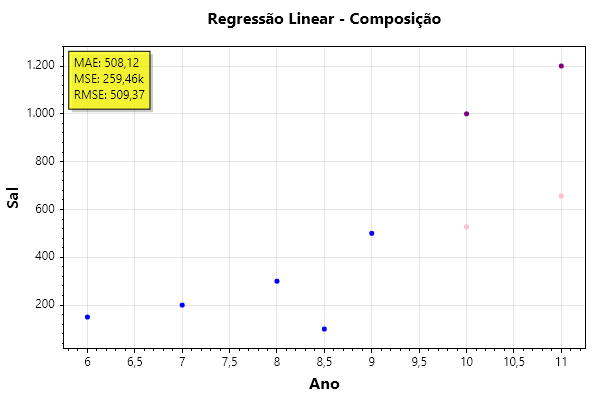 Regressão Linear - Composição
MAE: 508,12
MSE: 259,46k
RMSE: 509,37
1.200
1.000
800
600
400
200
Sal
6 6,5 7 7,5 8 8,5 9 9,5 10 10,5 11
Ano